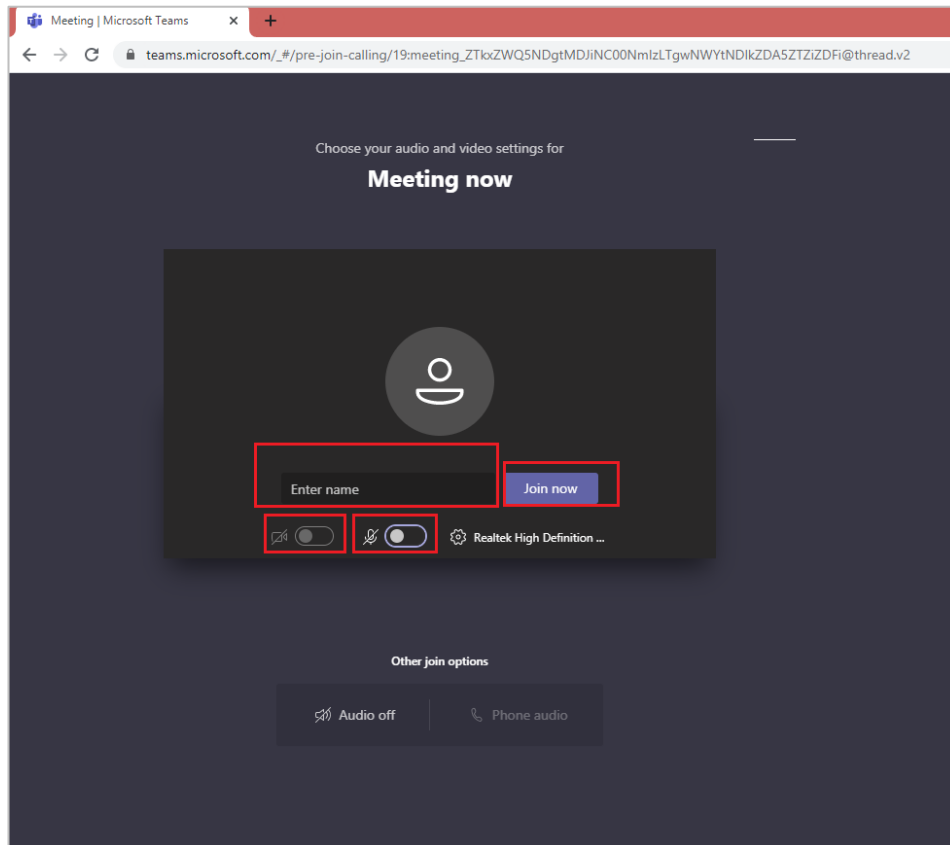 Meeting | Microsoft Teams
teams.microsoft.com/_#/pre-join-calling/19:meeting_ZTkxZWQ5NDgtMDJiNC00NmIzLTgwNWYtNDlkZDA5ZTZiZDFi@thread.v2
Choose your audio and video settings for
Meeting now
Enter name
Join now
Realtek High Definition ...
Other join options
Audio off
Phone audio